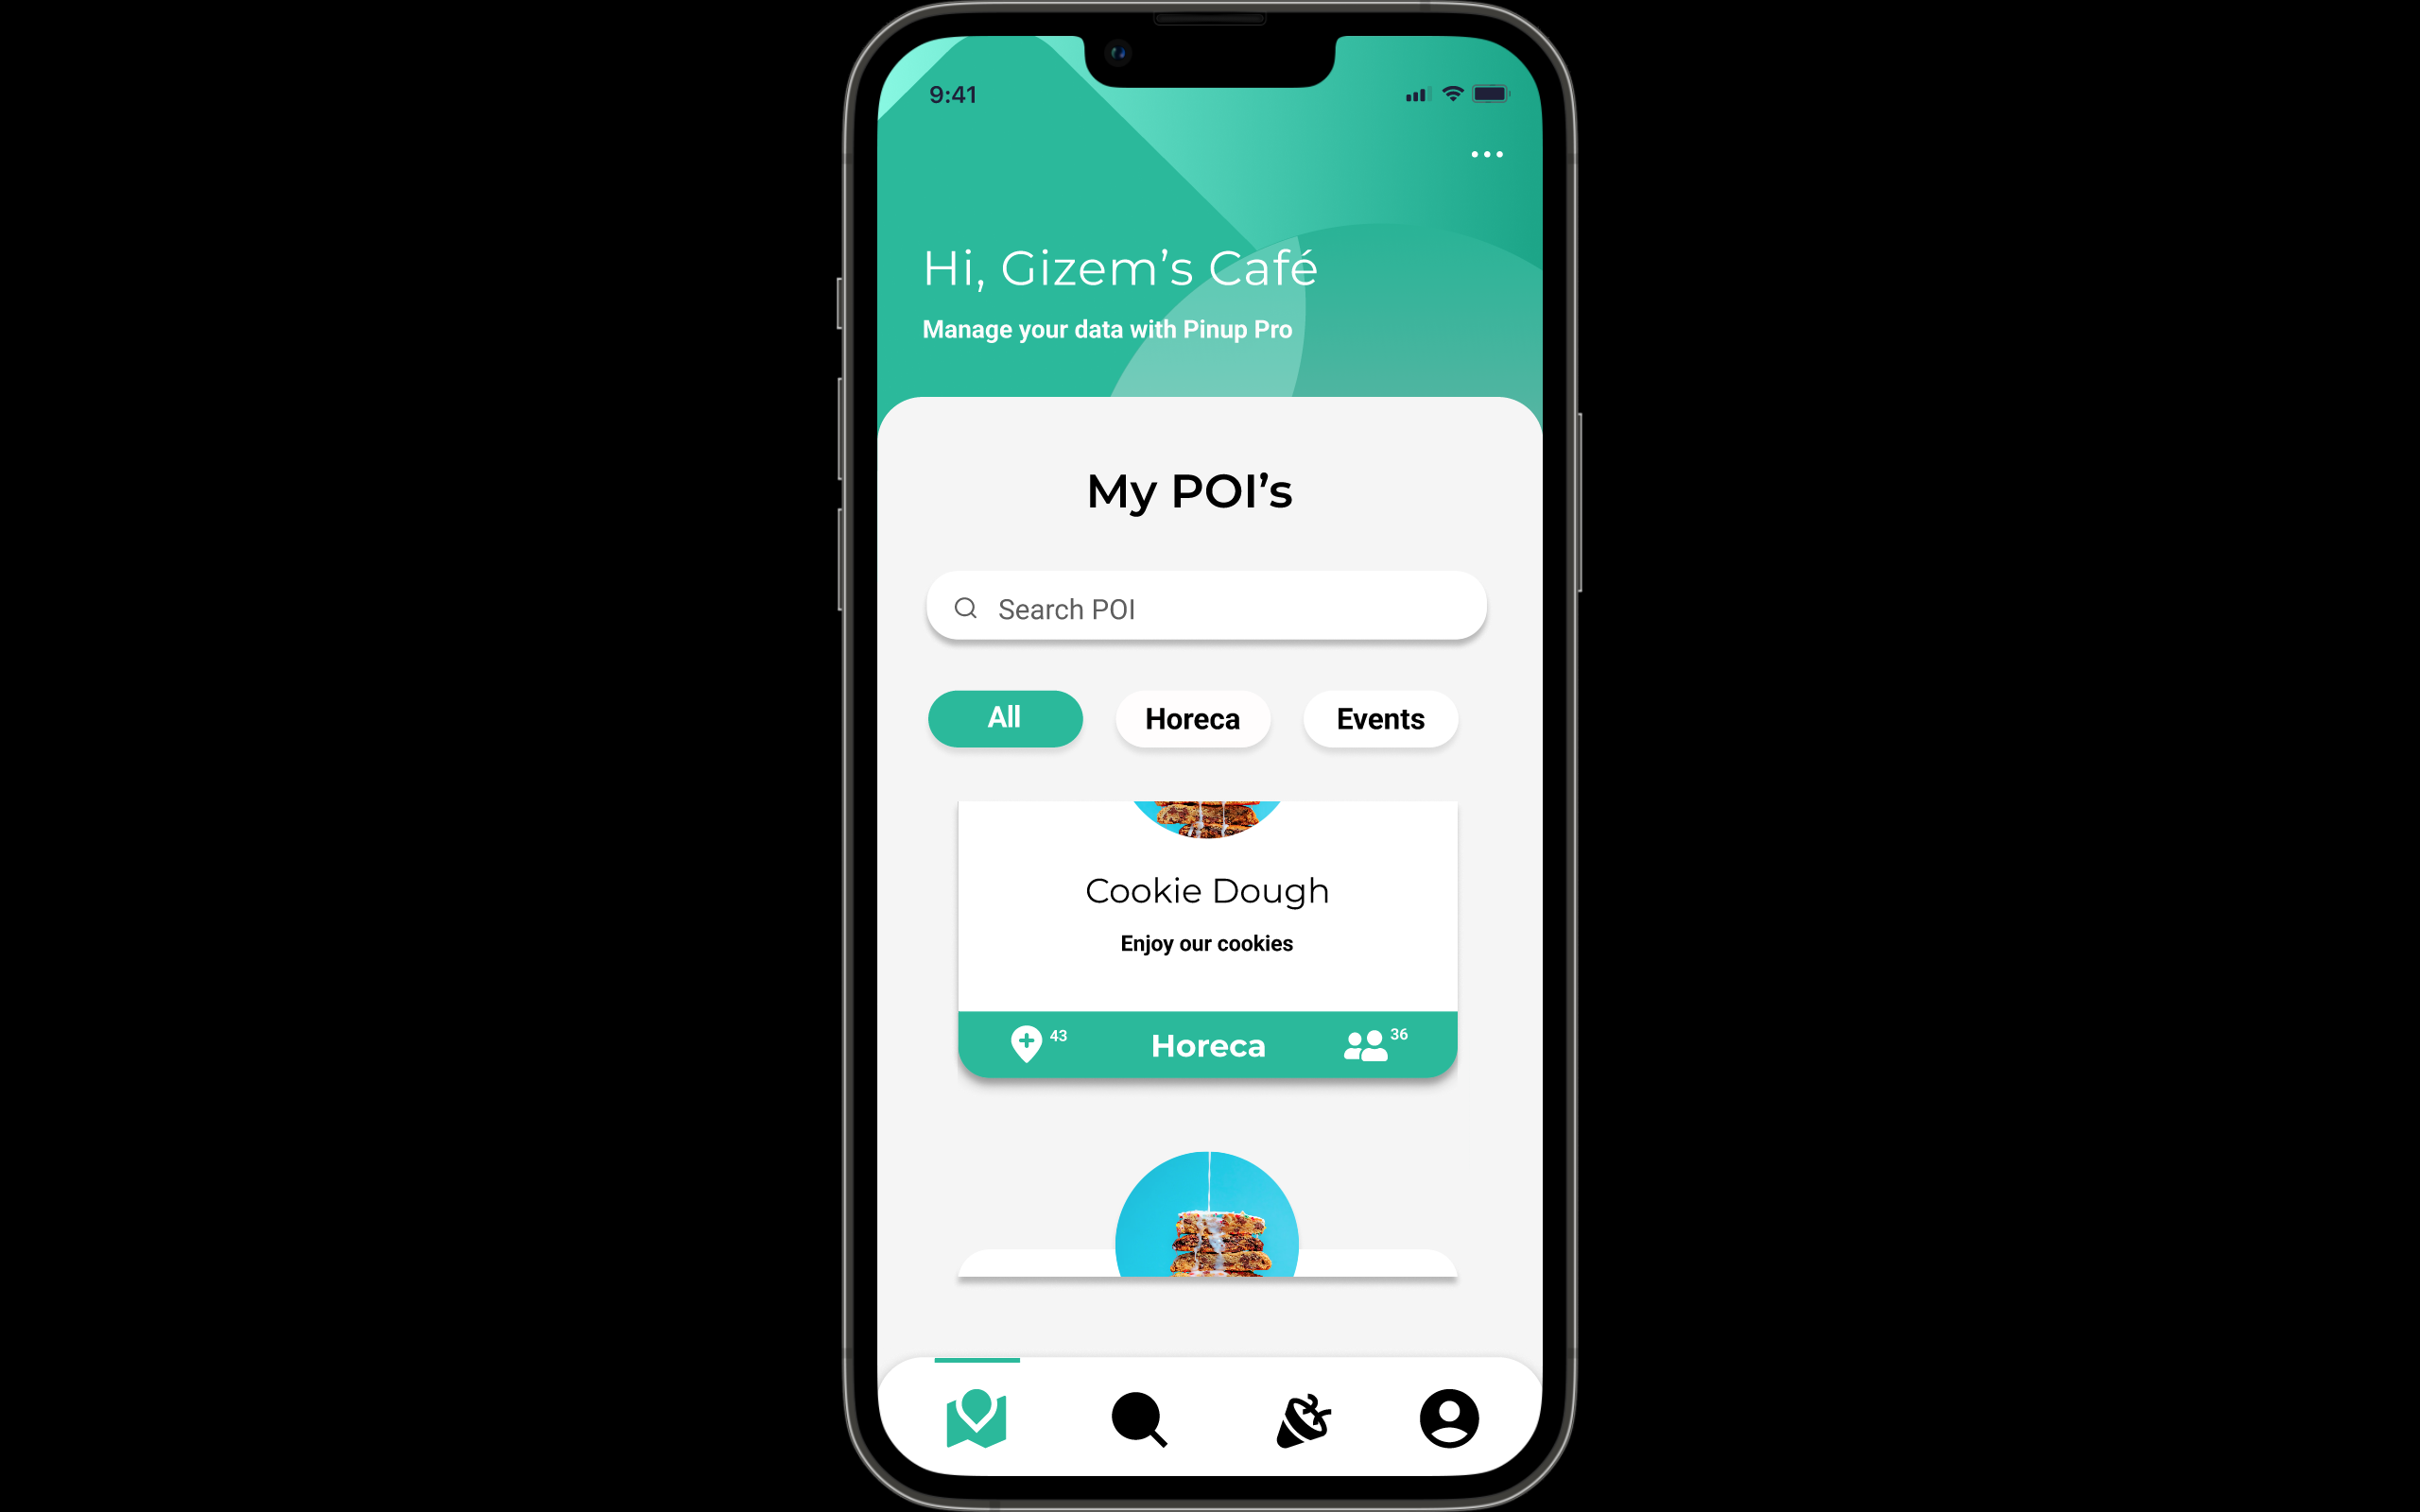 9:41
Hi, Gizem’s Café
Manage your data with Pinup Pro
My POI’s
Search POI
All Horeca Events
Cookie Dough
Enjoy our cookies
43 Horeca 36